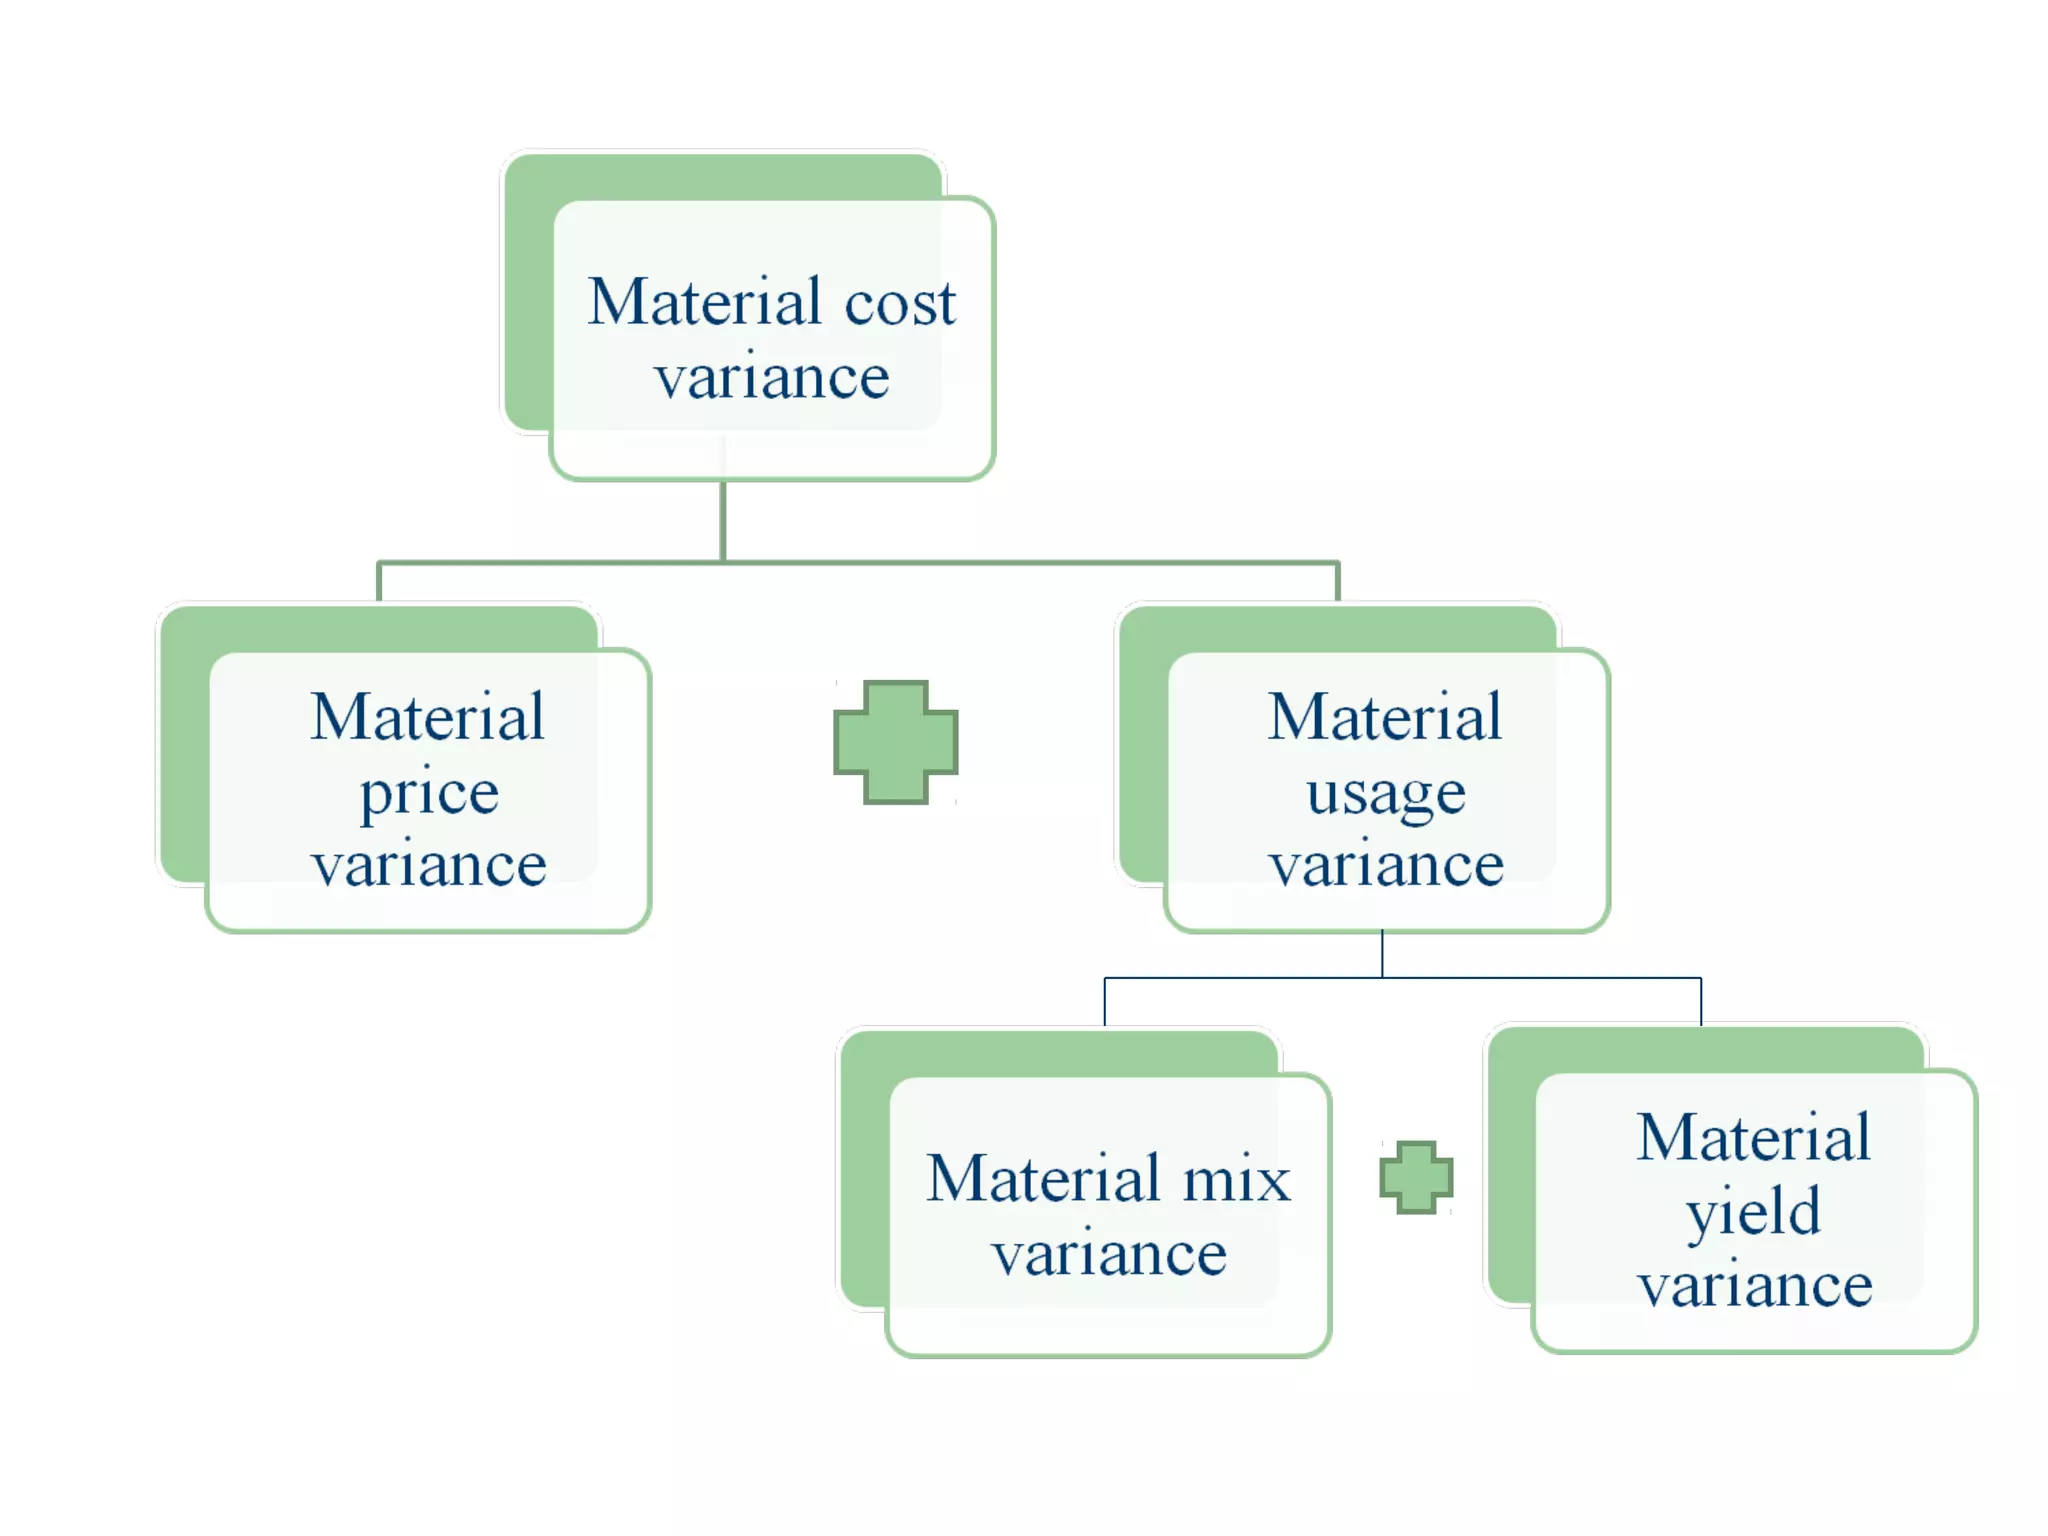 Material cost
variance
Material
price
variance
Material
usage
variance
Material mix
variance
Material
yield
variance